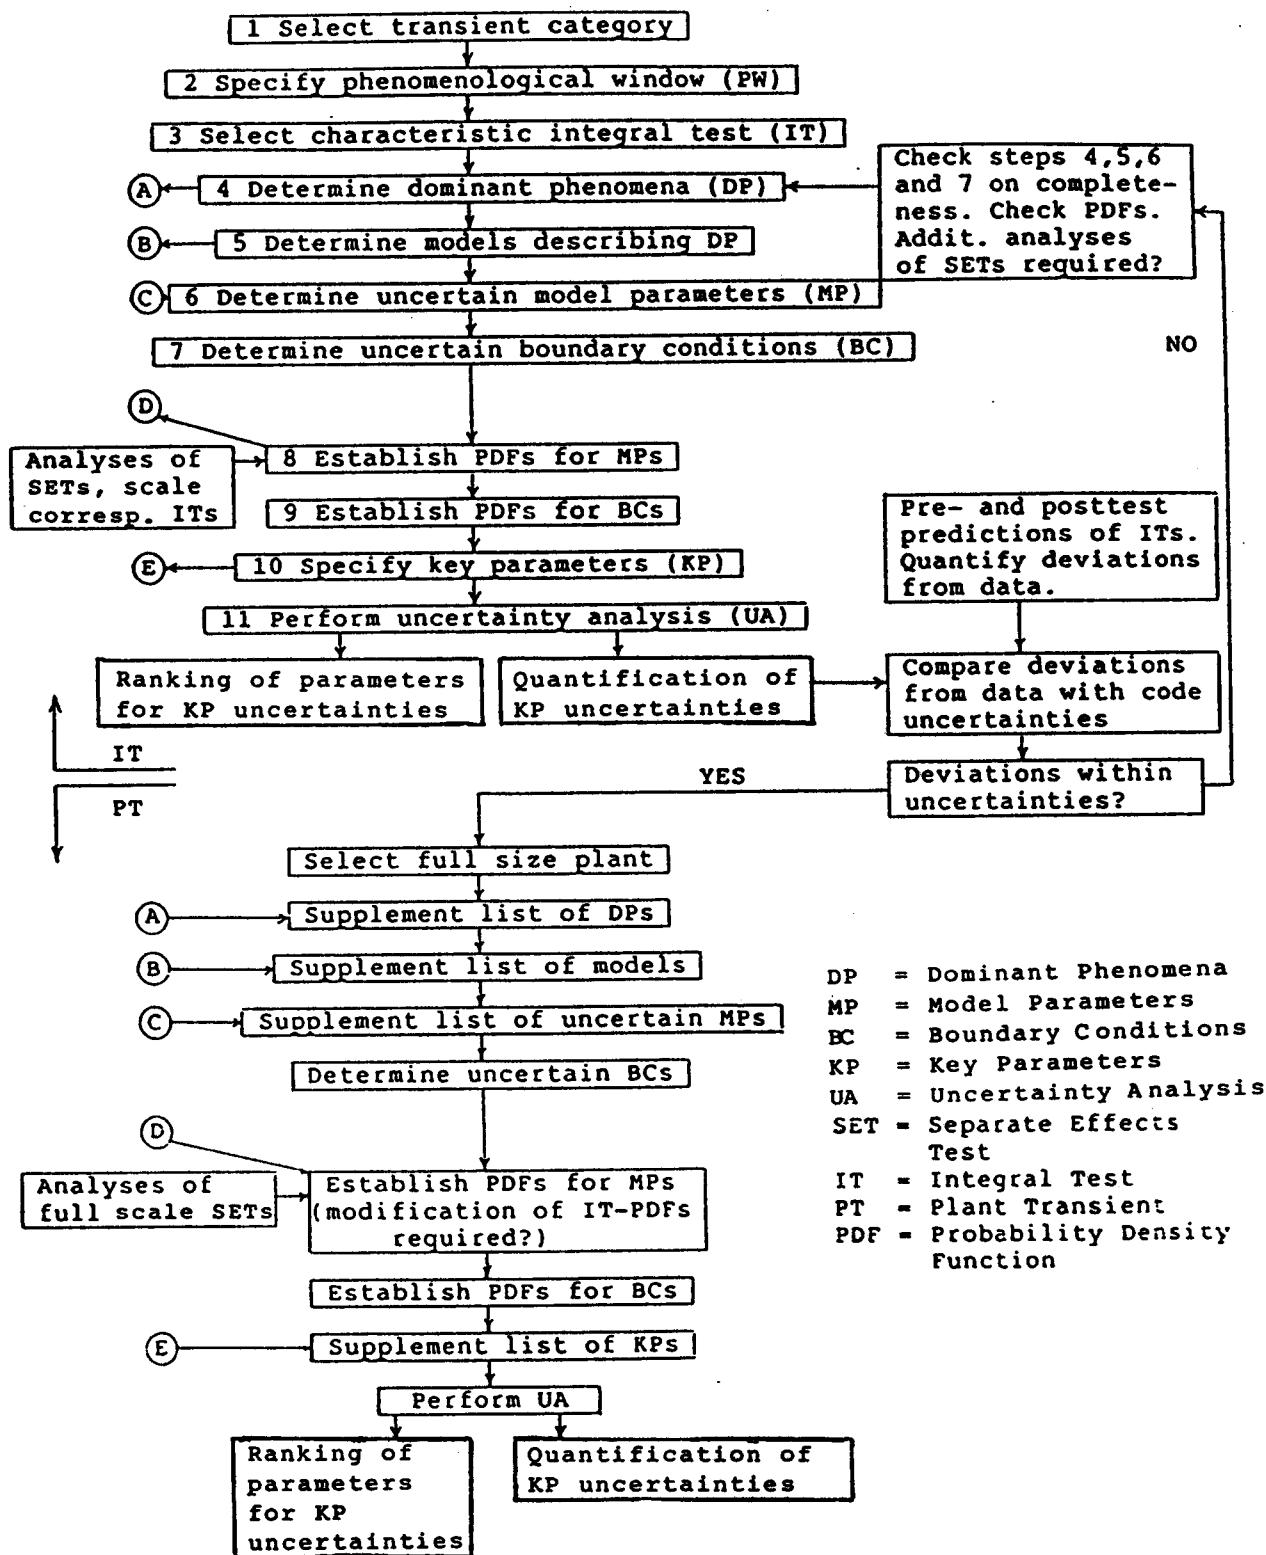 1 Select transient category
2 Specify phenomenological window (PW)
3 Select characteristic integral test (IT)
A
4 Determine dominant phenomena (DP)
B
5 Determine models describing DP
C
6 Determine uncertain model parameters (MP)
7 Determine uncertain boundary conditions (BC)
Check steps 4,5,6
and 7 on complete-
ness. Check PDFs.
Addit. analyses
of SETs required?
NO
D
Analyses of
SETs, scale
corresp. ITs
8 Establish PDFs for MPs
9 Establish PDFs for BCs
E
10 Specify key parameters (KP)
11 Perform uncertainty analysis (UA)
Pre- and posttest
predictions of ITs.
Quantify deviations
from data.
Ranking of parameters
for KP uncertainties
Quantification of
KP uncertainties
Compare deviations
from data with code
uncertainties
IT
PT
YES
Deviations within
uncertainties?
Select full size plant
A
Supplement list of DPs
B
Supplement list of models
C
Supplement list of uncertain MPs
Determine uncertain BCs
D
Analyses of
full scale SETs
Establish PDFs for MPs
(modification of IT-PDFs
required?)
Establish PDFs for BCs
E
Supplement list of KPs
Perform UA
Ranking of
parameters
for KP
uncertainties
Quantification of
KP uncertainties
DP = Dominant Phenomena
MP = Model Parameters
BC = Boundary Conditions
KP = Key Parameters
UA = Uncertainty Analysis
SET = Separate Effects
Test
IT = Integral Test
PT = Plant Transient
PDF = Probability Density
Function